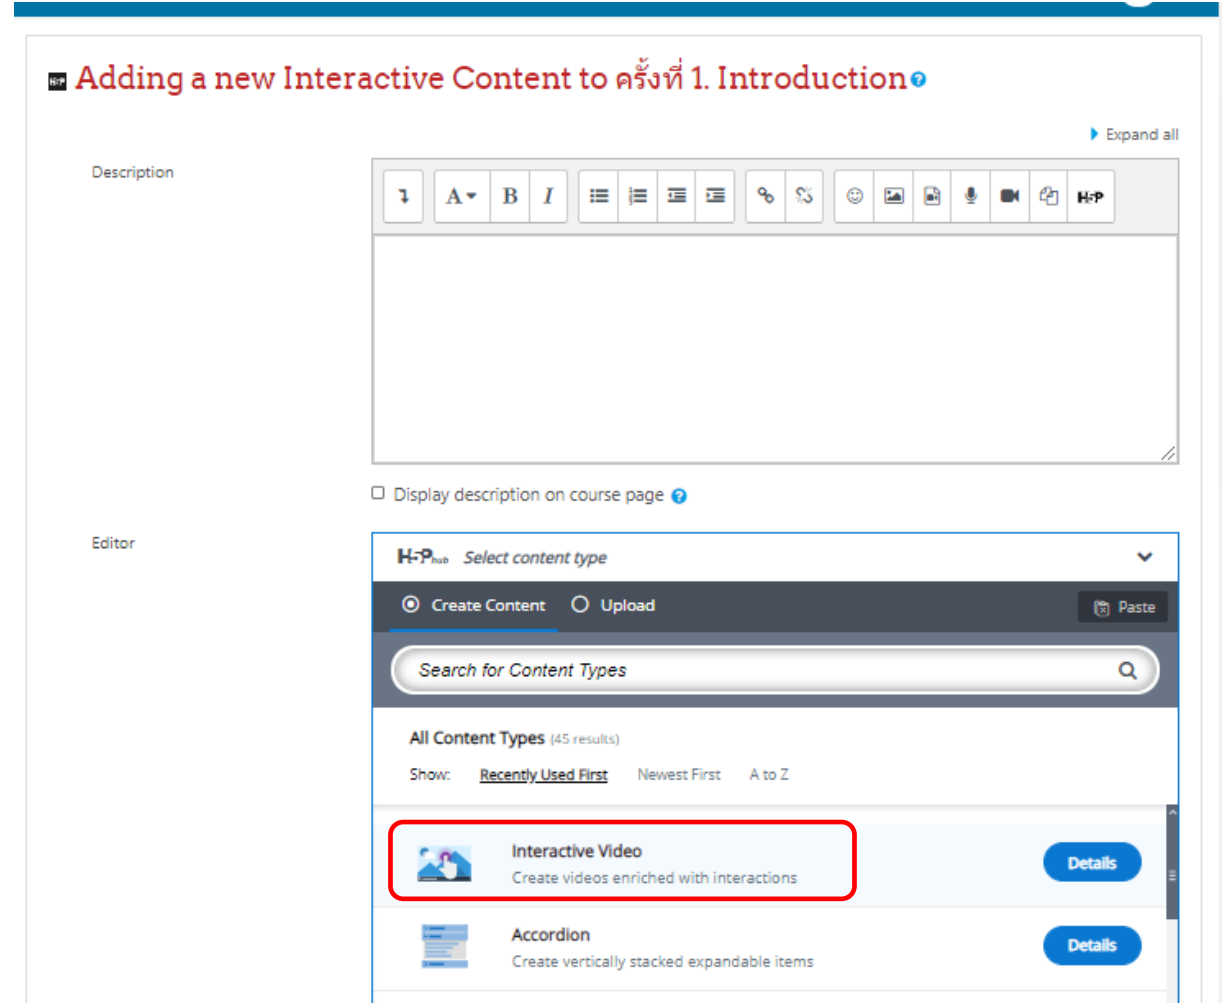 H5P Adding a new Interactive Content to ครั้งที่ 1. Introduction
Expand all
Description
A B I H5P
Display description on course page
Editor
H5P hub Select content type
Create Content Upload Paste
Search for Content Types
All Content Types (45 results)
Show: Recently Used First Newest First A to Z
Interactive Video
Create videos enriched with interactions
Details
Accordion
Create vertically stacked expandable items
Details